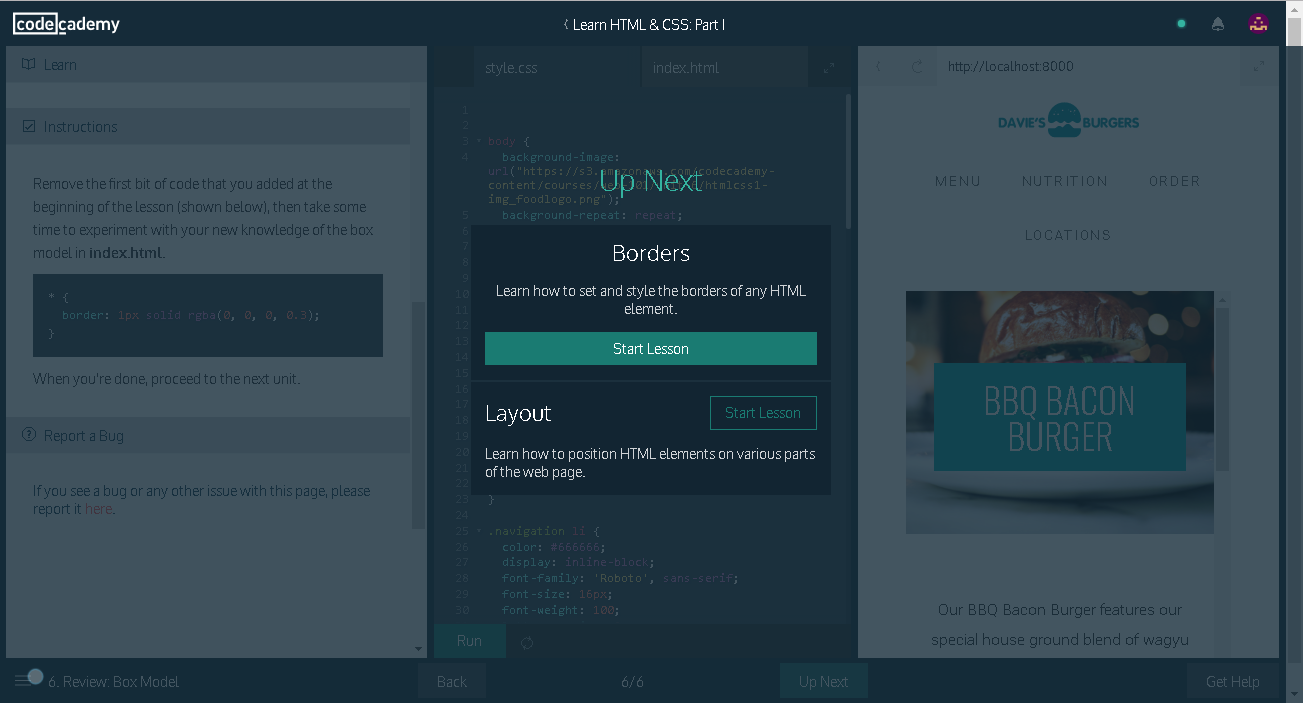 codecademy
Learn HTML & CSS: Part I
Learn
Instructions
Remove the first bit of code that you added at the
beginning of the lesson (shown below), then take some
time to experiment with your new knowledge of the box
model in index.html.
* {
border: 1px solid rgba(0, 0, 0, 0.3);
}
When you're done, proceed to the next unit.
Report a Bug
If you see a bug or any other issue with this page, please
report it here.
style.css
index.html
1
2
3 body {
4 background-image:
url("https://s3.amazonaws.com/codecademy-
img_foodlogo.png");
5 background-repeat: repeat;
6
7
8
9
10
11
12
13
14
15
16
17
18
19
20
21
22
23 }
24
25 .navigation li {
26 color: #666666;
27 display: inline-block;
28 font-family: 'Roboto', sans-serif;
29 font-size: 16px;
30 font-weight: 100;
Run
Up Next
Borders
Learn how to set and style the borders of any HTML
element.
Start Lesson
Layout
Start Lesson
Learn how to position HTML elements on various parts
of the web page.
http://localhost:8000
DAVIE'S BURGERS
MENU NUTRITION ORDER
LOCATIONS
BBQ BACON
BURGER
Our BBQ Bacon Burger features our
special house ground blend of wagyu
6. Review: Box Model
Back
6/6
Up Next
Get Help